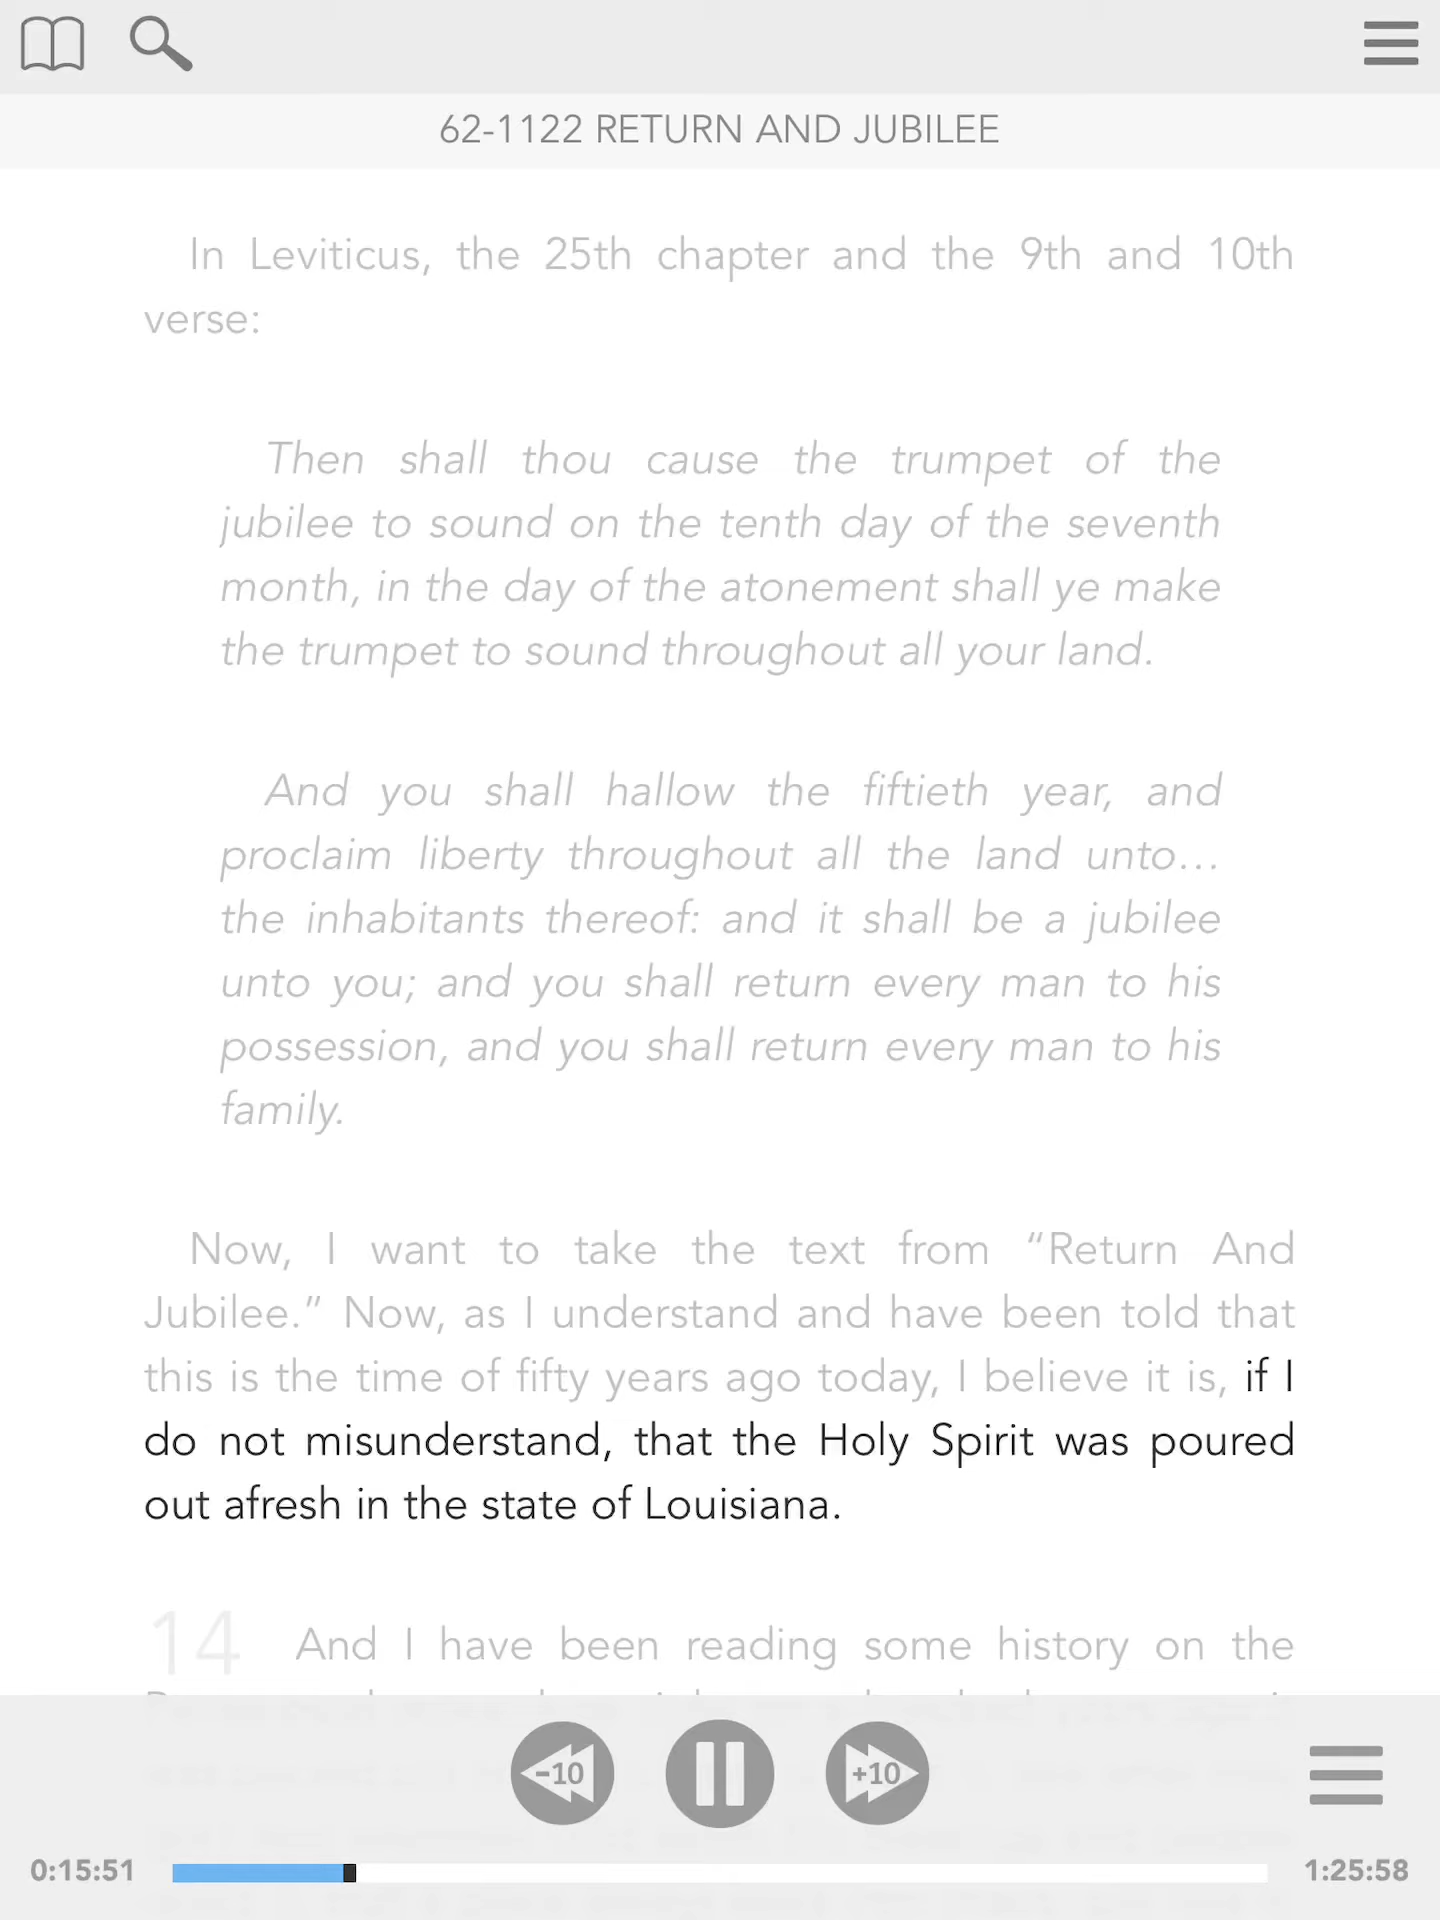 62-1122 RETURN AND JUBILEE
In Leviticus, the 25th chapter and the 9th and 10th
verse:
Then shall thou cause the trumpet of the
jubilee to sound on the tenth day of the seventh
month, in the day of the atonement shall ye make
the trumpet to sound throughout all your land.
And you shall hallow the fiftieth year, and
proclaim liberty throughout all the land unto…
the inhabitants thereof: and it shall be a jubilee
unto you; and you shall return every man to his
possession, and you shall return every man to his
family.
Now, I want to take the text from “Return And
Jubilee.” Now, as I understand and have been told that
this is the time of fifty years ago today, I believe it is, if I
do not misunderstand, that the Holy Spirit was poured
out afresh in the state of Louisiana.
14 And I have been reading some history on the
-10 +10
0:15:51 1:25:58